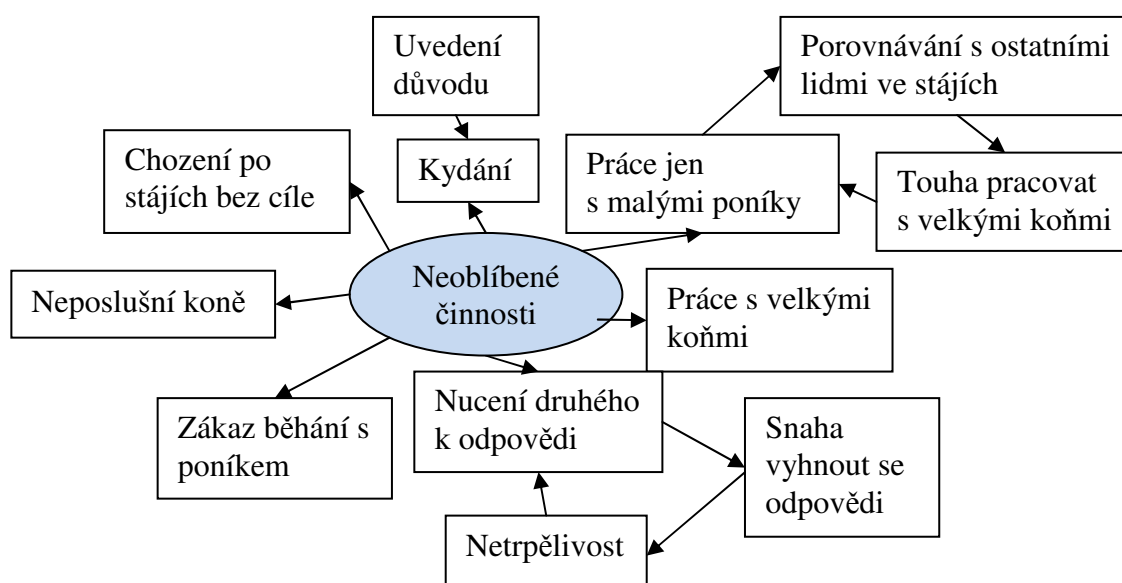 Uvedení
důvodu
Porovnávání s ostatními
lidmi ve stájích
Chození po
stájích bez cíle
Kydání
Práce jen
s malými poníky
Touha pracovat
s velkými koňmi
Neoblíbené
činnosti
Neposlušní koně
Práce s velkými
koňmi
Zákaz běhání s
poníkem
Nucení druhého
k odpovědi
Snaha
vyhnout se
odpovědi
Netrpělivost